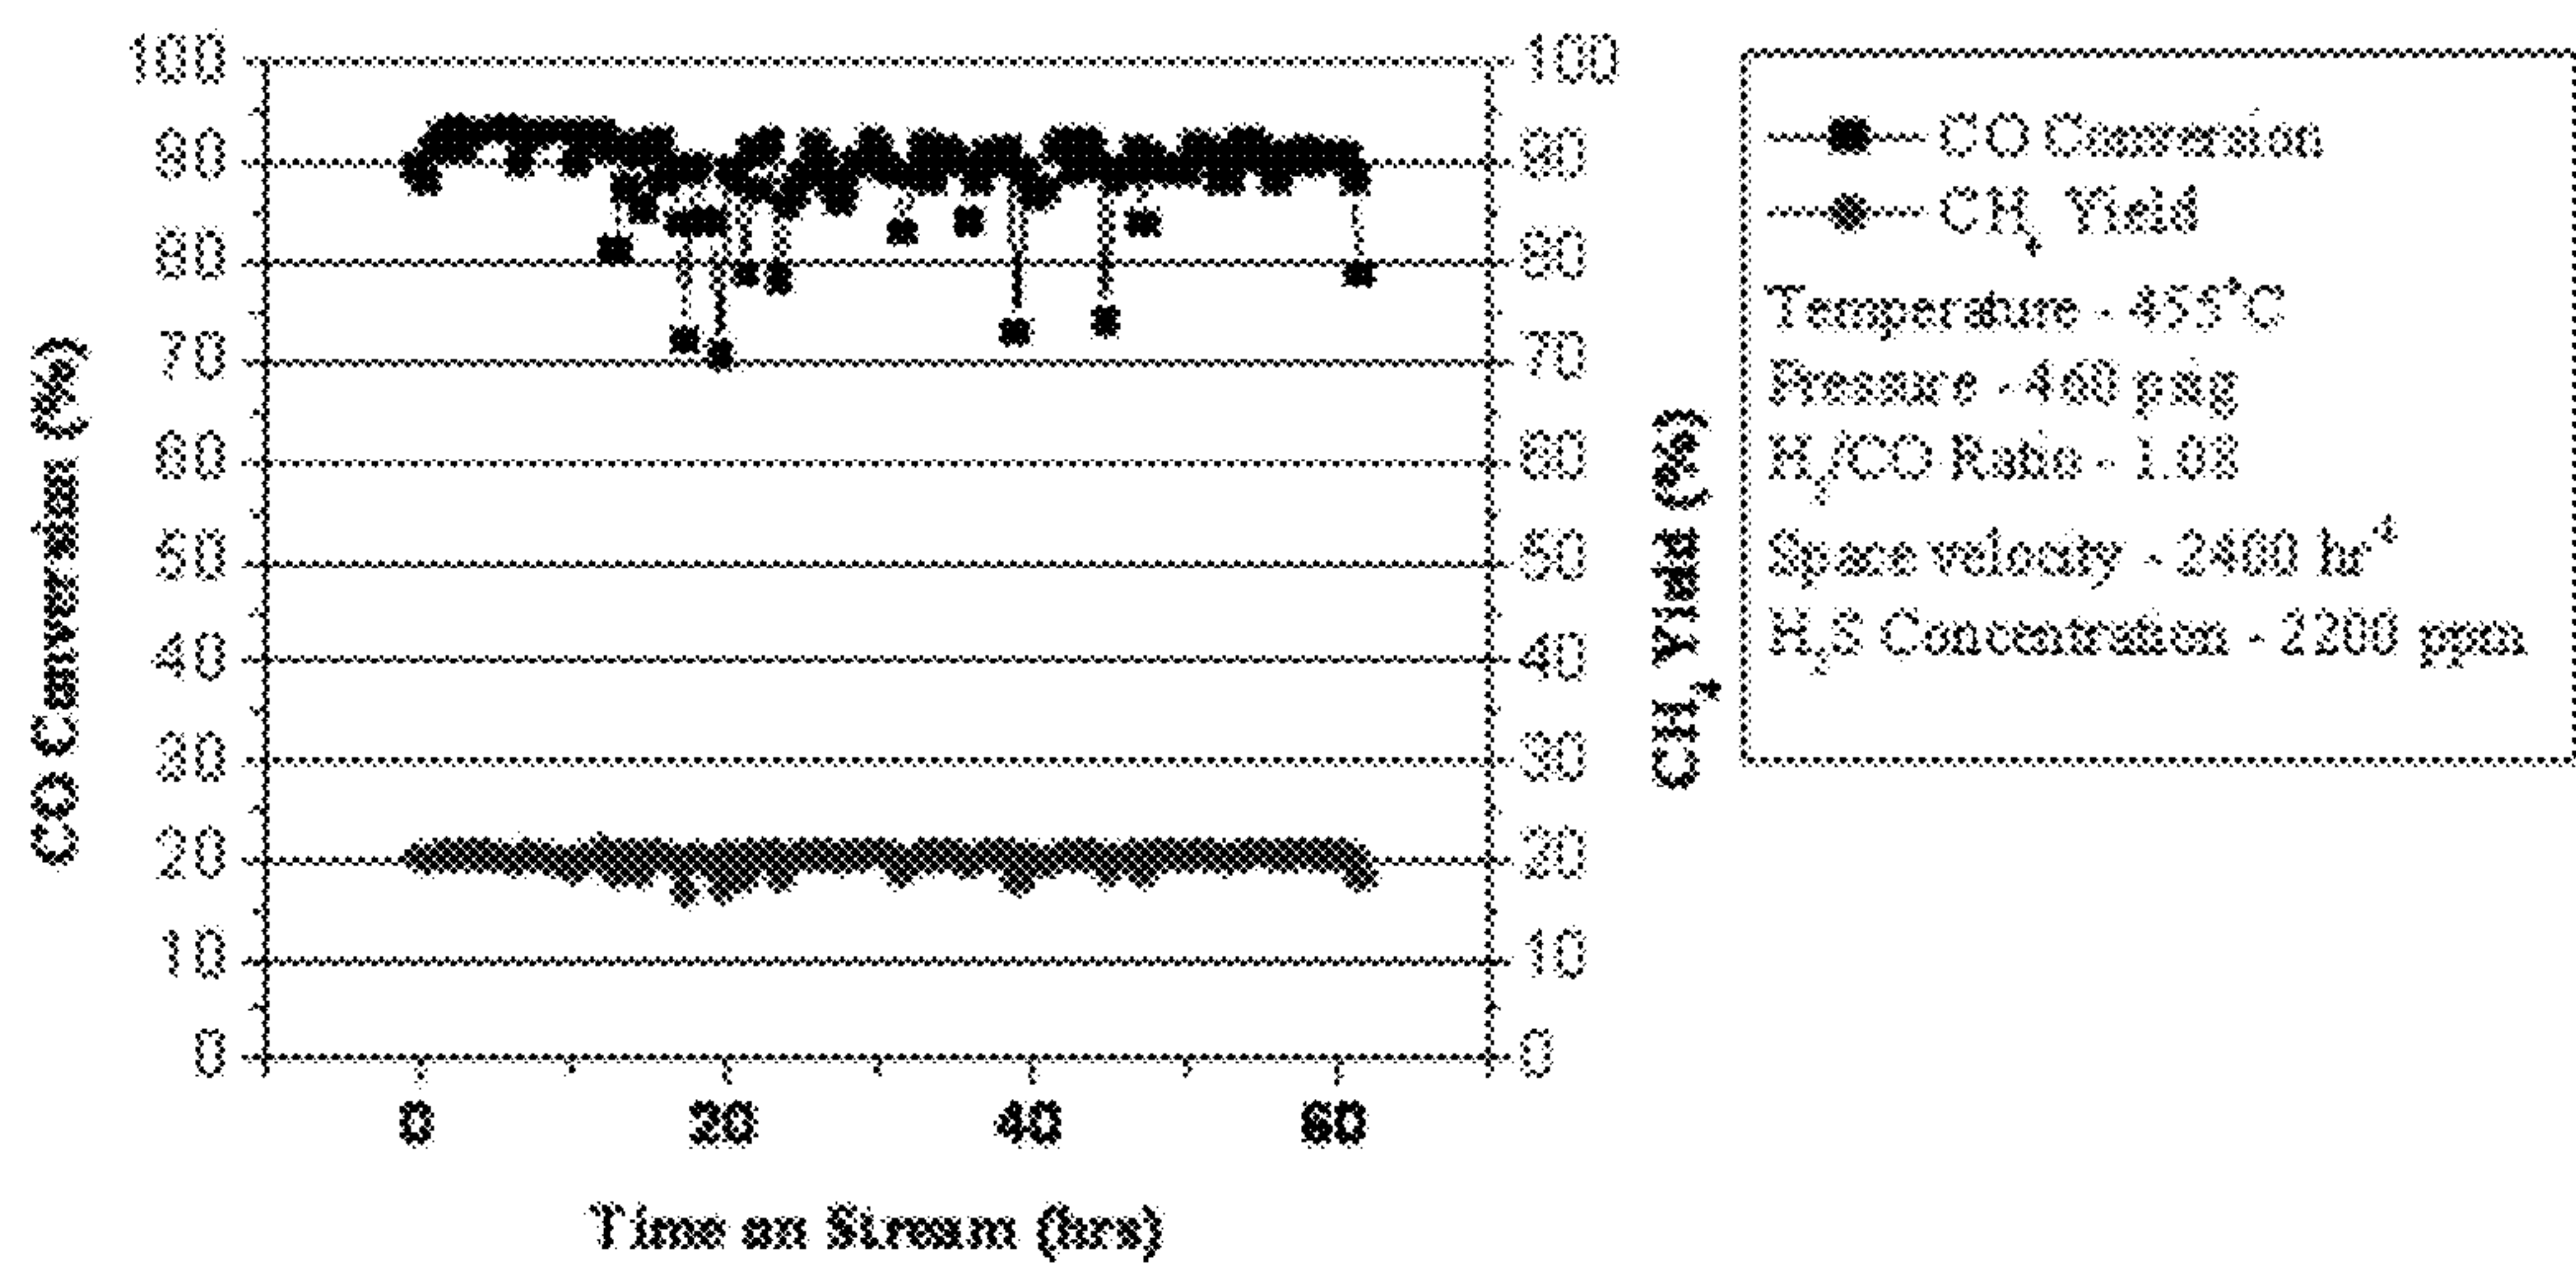 CO Conversion (%)
100
90
80
70
60
50
40
30
20
10
0
100
90
80
70
60
50
40
30
20
10
0
0
20
40
60
Time on Stream (hrs)
CH4 Yield (%)
CO Conversion
CH4 Yield
Temperature - 455°C
Pressure - 460 psig
H2/CO Ratio - 1.08
Space velocity - 2400 hr-1
H2S Concentration - 2200 ppm